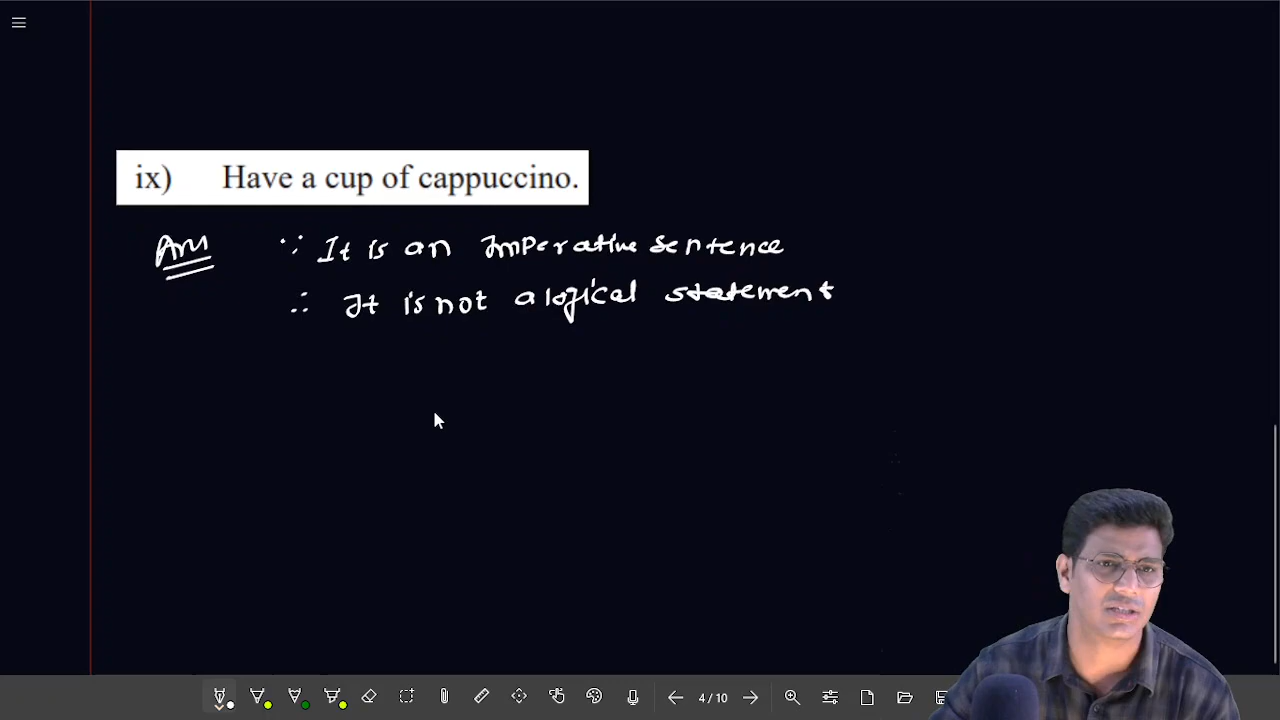 ix) Have a cup of cappuccino.
Ans ∵ It is an Imperative Sentence
∴ It is not a logical statement
4/10